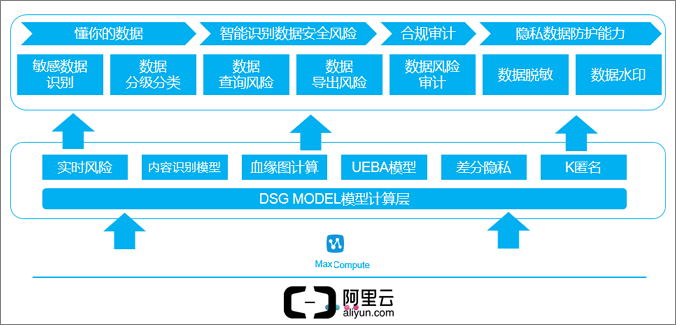 懂你的数据
智能识别数据安全风险
合规审计
隐私数据防护能力
敏感数据
识别
数据
分级分类
数据
查询风险
数据
导出风险
数据风险
审计
数据脱敏
数据水印
实时风险
内容识别模型
血缘图计算
UEBA模型
差分隐私
K匿名
DSG MODEL模型计算层
MaxCompute
阿里云
aliyun.com